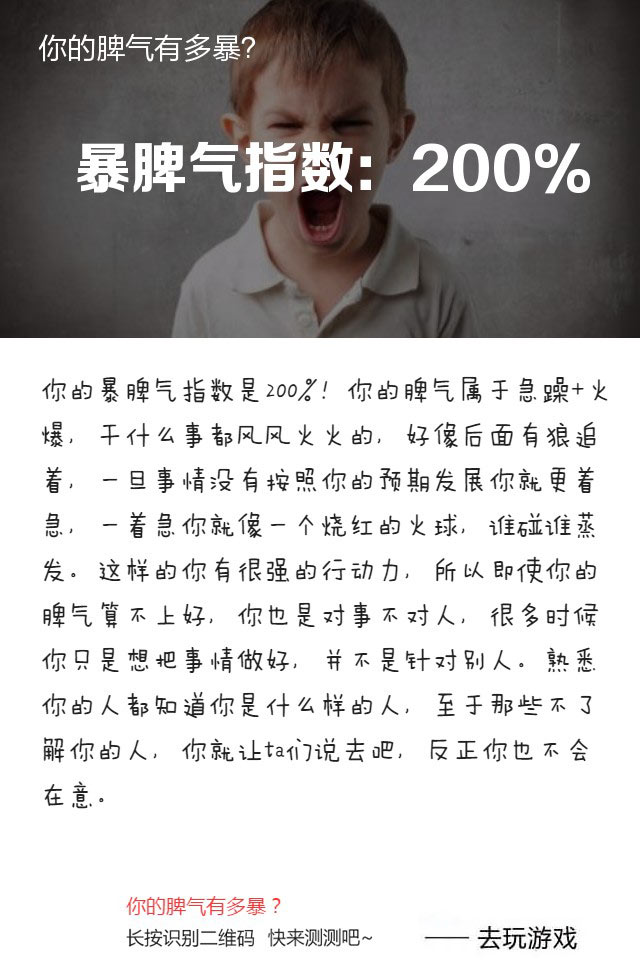 你的脾气有多暴?
暴脾气指数: 200%
你的暴脾气指数是200%! 你的脾气属于急躁+火
爆, 干什么事都风风火火的, 好像后面有狼追
着, 一旦事情没有按照你的预期发展你就更着
急, 一着急你就像一个烧红的火球, 谁碰谁蒸
发。这样的你有很强的行动力, 所以即使你的
脾气算不上好, 你也是对事不对人, 很多时候
你只是想把事情做好, 并不是针对别人。熟悉
你的人都知道你是什么样的人, 至于那些不了
解你的人, 你就让ta们说去吧, 反正你也不会
在意。
你的脾气有多暴？
长按识别二维码 快来测测吧~
—— 去玩游戏